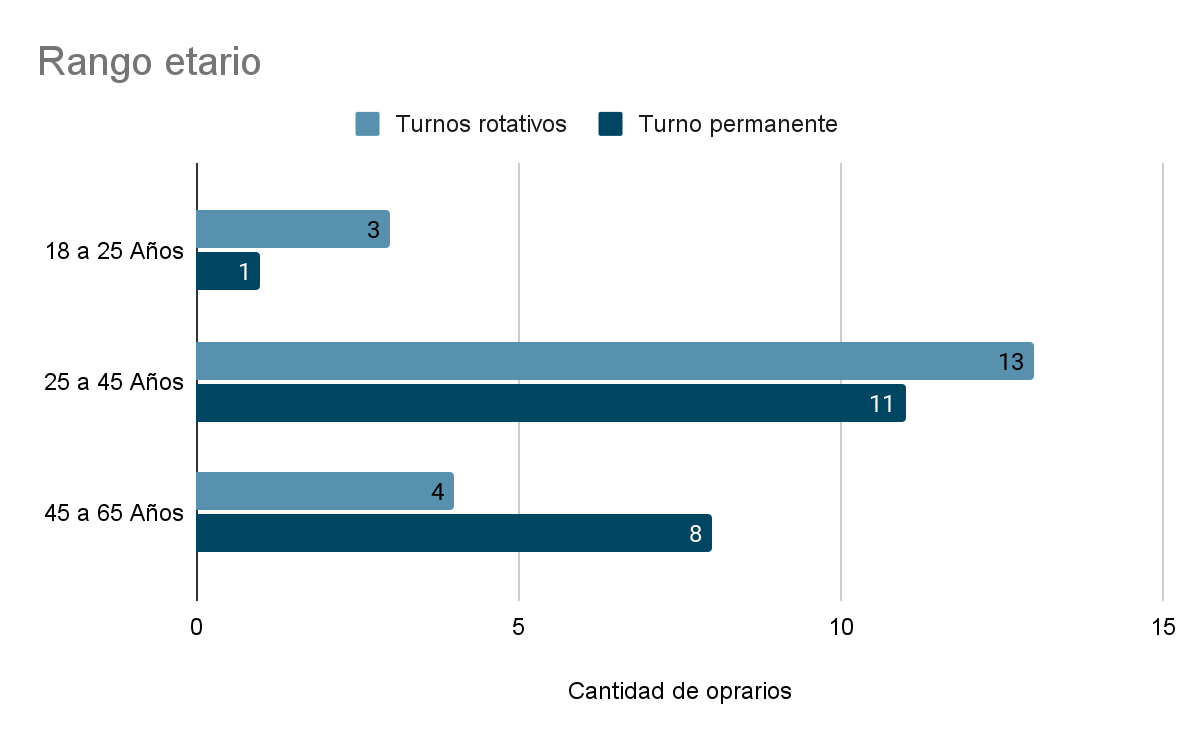 Rango etario
Turnos rotativos Turno permanente
18 a 25 Años
3
1
25 a 45 Años
13
11
45 a 65 Años
4
8
0 5 10 15
Cantidad de oprarios